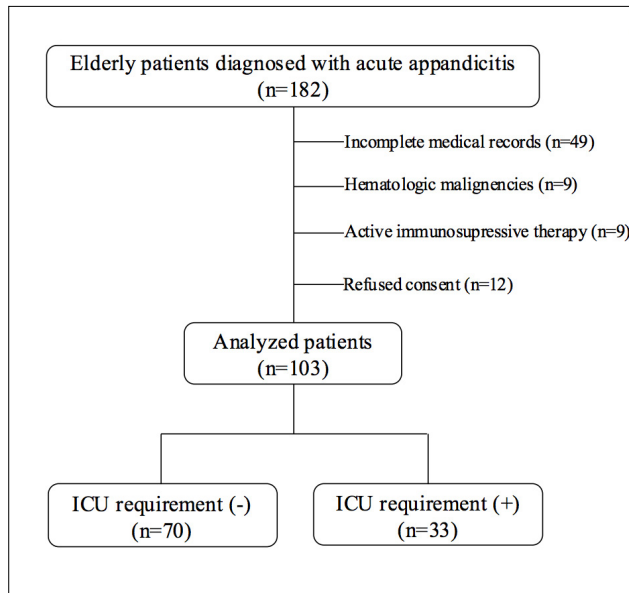 Elderly patients diagnosed with acute appandicitis
(n=182)
Incomplete medical records (n=49)
Hematologic malignencies (n=9)
Active immunosupressive therapy (n=9)
Refused consent (n=12)
Analyzed patients
(n=103)
ICU requirement (-)
(n=70)
ICU requirement (+)
(n=33)